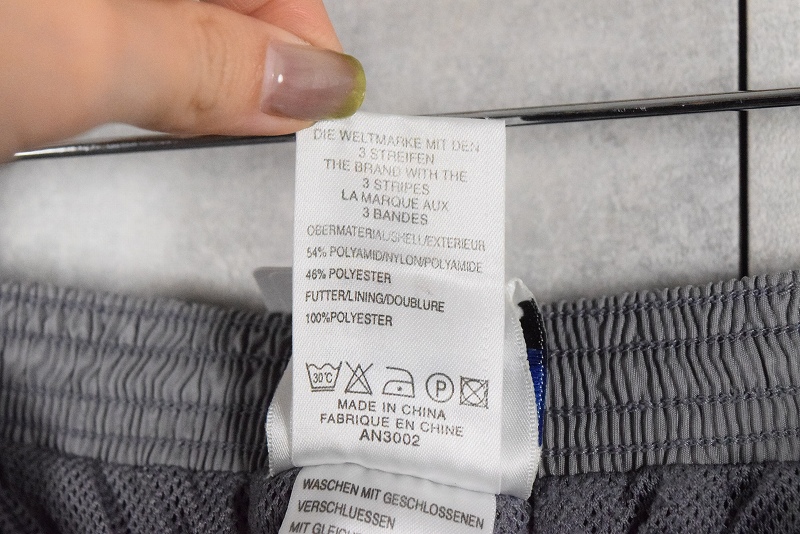 DIE WELTMARKE MIT DEN
3 STREIFEN
THE BRAND WITH THE
3 STRIPES
LA MARQUE AUX
3 BANDES
OBERMATERIAL/SHELL/EXTERIEUR
54% POLYAMID/NYLON/POLYAMIDE
46% POLYESTER
FUTTER/LINING/DOUBLURE
100%POLYESTER
30°C P
MADE IN CHINA
FABRIQUE EN CHINE
AN3002
WASCHEN MIT GESCHLOSSENEN
VERSCHLUESSEN